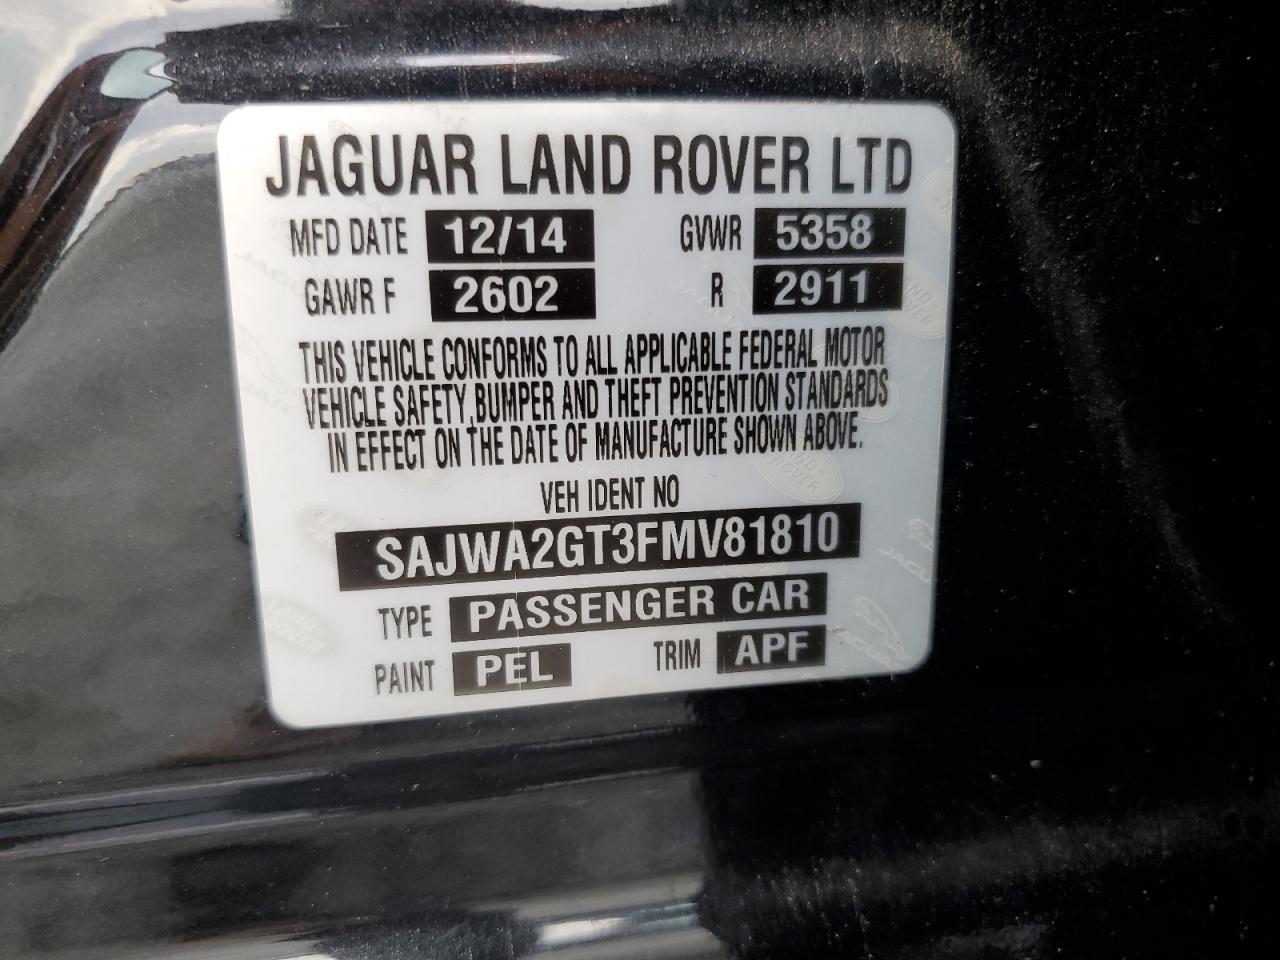 JAGUAR LAND ROVER LTD
MFD DATE 12/14 GVWR 5358
GAWR F 2602 R 2911
THIS VEHICLE CONFORMS TO ALL APPLICABLE FEDERAL MOTOR
VEHICLE SAFETY, BUMPER AND THEFT PREVENTION STANDARDS
IN EFFECT ON THE DATE OF MANUFACTURE SHOWN ABOVE.
VEH IDENT NO
SAJWA2GT3FMV81810
TYPE PASSENGER CAR
PAINT PEL TRIM APF